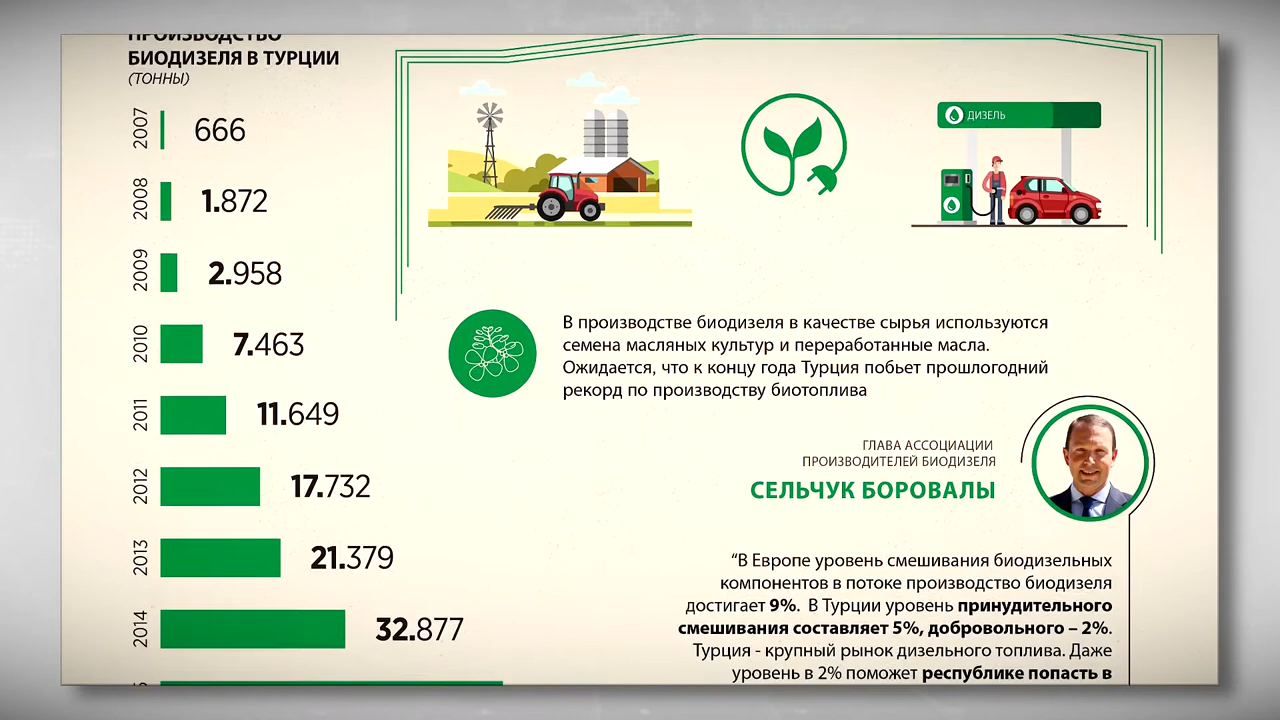 ПРОИЗВОДСТВО
БИОДИЗЕЛЯ В ТУРЦИИ
(ТОННЫ)
2007 666
2008 1.872
2009 2.958
2010 7.463
2011 11.649
2012 17.732
2013 21.379
2014 32.877
ДИЗЕЛЬ
В производстве биодизеля в качестве сырья используются
семена масляных культур и переработанные масла.
Ожидается, что к концу года Турция побьет прошлогодний
рекорд по производству биотоплива
ГЛАВА АССОЦИАЦИИ
ПРОИЗВОДИТЕЛЕЙ БИОДИЗЕЛЯ
СЕЛЬЧУК БОРОВАЛЫ
“В Европе уровень смешивания биодизельных
компонентов в потоке производство биодизеля
достигает 9%. В Турции уровень принудительного
смешивания составляет 5%, добровольного – 2%.
Турция - крупный рынок дизельного топлива. Даже
уровень в 2% поможет республике попасть в